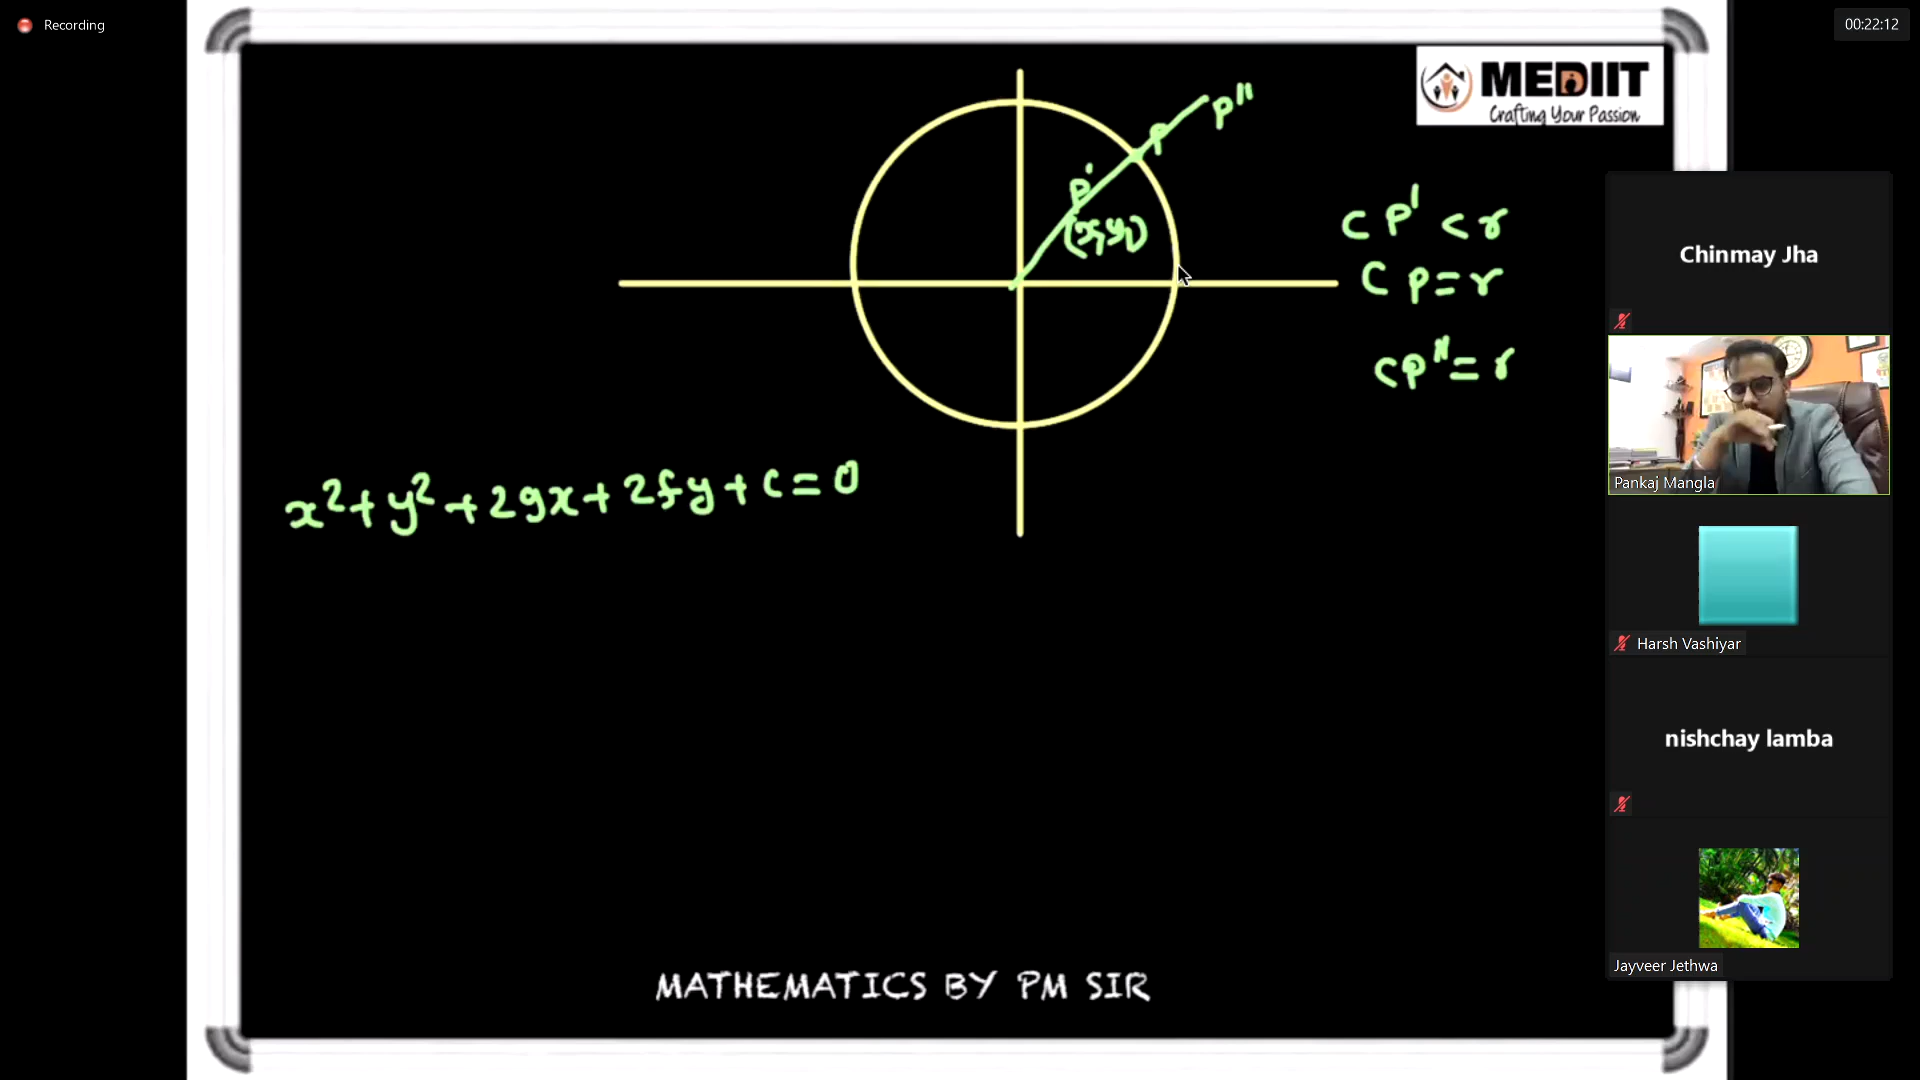 Recording
00:22:12
MEDIIT
Crafting Your Passion
P"
P
P'
(x,y₁)
CP' < r
CP = r
CP" = r
x² + y² + 2gx + 2fy + c = 0
Chinmay Jha
Pankaj Mangla
Harsh Vashiyar
nishchay lamba
Jayveer Jethwa
MATHEMATICS BY PM SIR